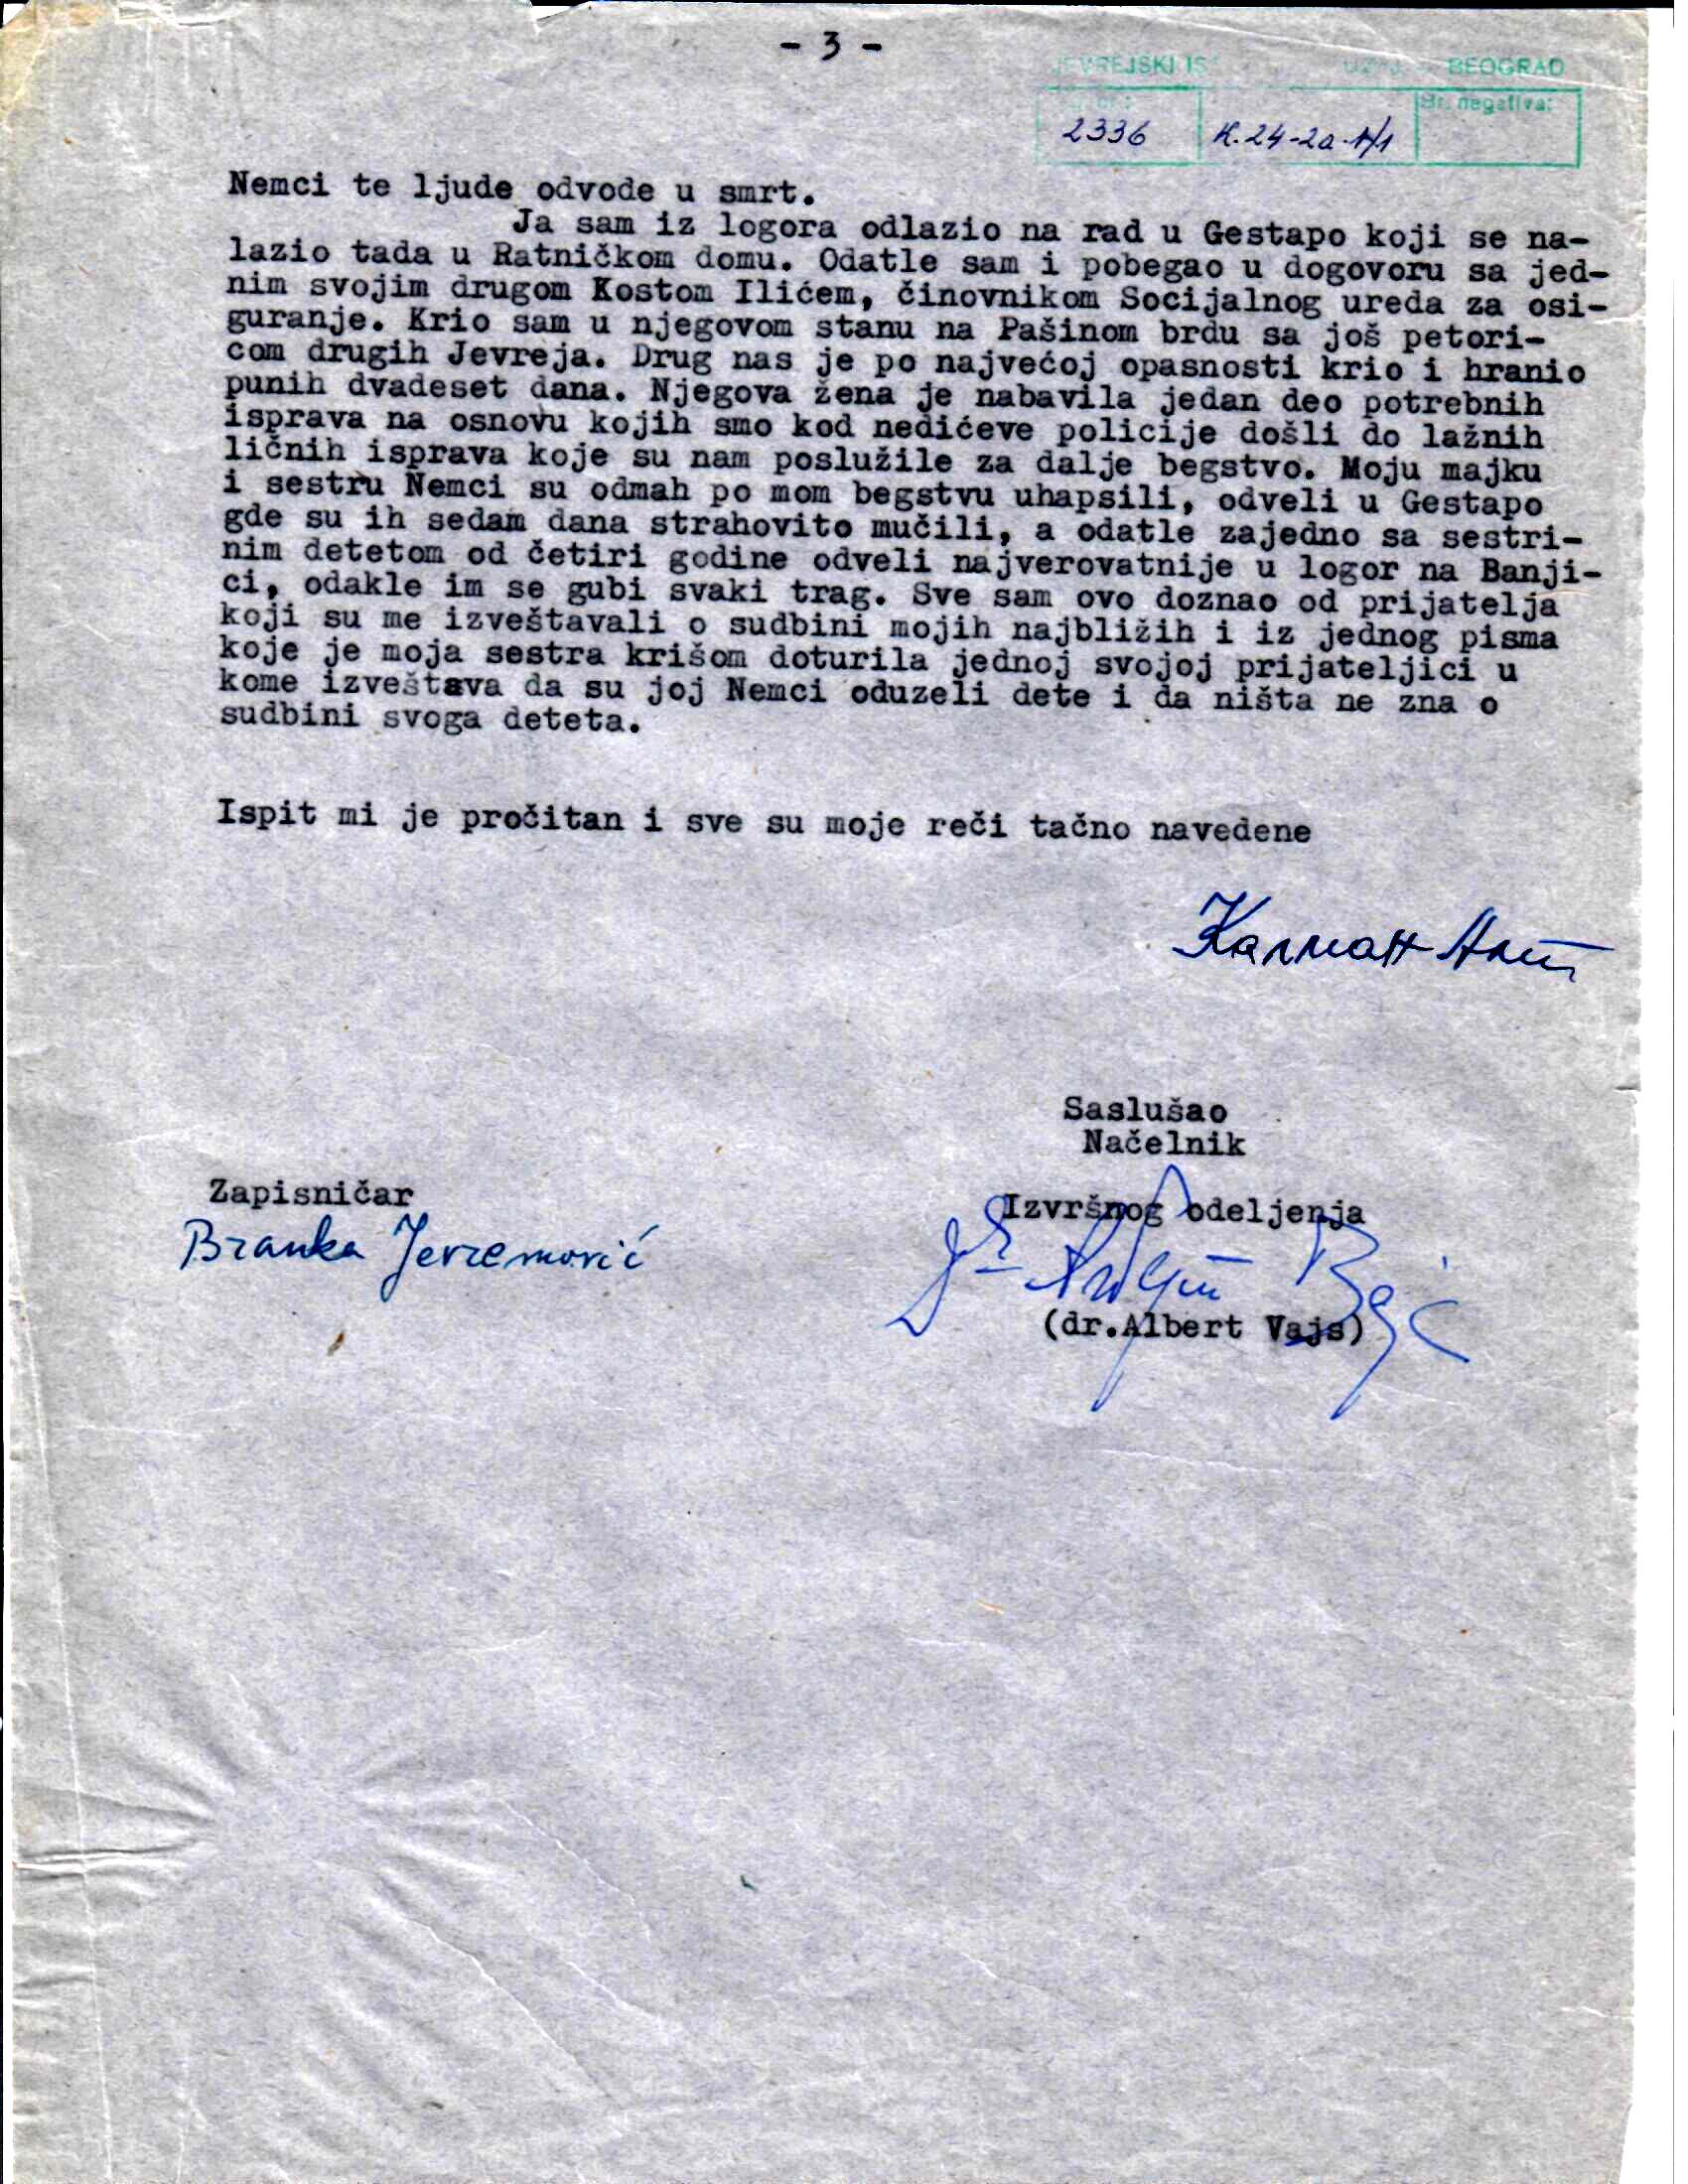 - 3 -
JEVREJSKI BEOGRAD
Br. negativa:
2336 K.24-2a-1/1
Nemci te ljude odvode u smrt.
Ja sam iz logora odlazio na rad u Gestapo koji se na-
lazio tada u Ratničkom domu. Odatle sam i pobegao u dogovoru sa jed-
nim svojim drugom Kostom Ilićem, činovnikom Socijalnog ureda za osi-
guranje. Krio sam u njegovom stanu na Pašinom brdu sa još petori-
com drugih Jevreja. Drug nas je po najvećoj opasnosti krio i hranio
punih dvadeset dana. Njegova žena je nabavila jedan deo potrebnih
isprava na osnovu kojih smo kod nedićeve policije došli do lažnih
ličnih isprava koje su nam poslužile za dalje begstvo. Moju majku
i sestru Nemci su odmah po mom begstvu uhapsili, odveli u Gestapo
gde su ih sedam dana strahovito mučili, a odatle zajedno sa sestri-
nim detetom od četiri godine odveli najverovatnije u logor na Banji-
ci, odakle im se gubi svaki trag. Sve sam ovo doznao od prijatelja
koji su me izveštavali o sudbini mojih najbližih i iz jednog pisma
koje je moja sestra krišom doturila jednoj svojoj prijateljici u
kome izveštava da su joj Nemci oduzeli dete i da ništa ne zna o
sudbini svoga deteta.
Ispit mi je pročitan i sve su moje reči tačno navedene
Saslušao
Načelnik
Zapisničar
Izvršnog odeljenja
Branka Jevremović
(dr.Albert Vajs)